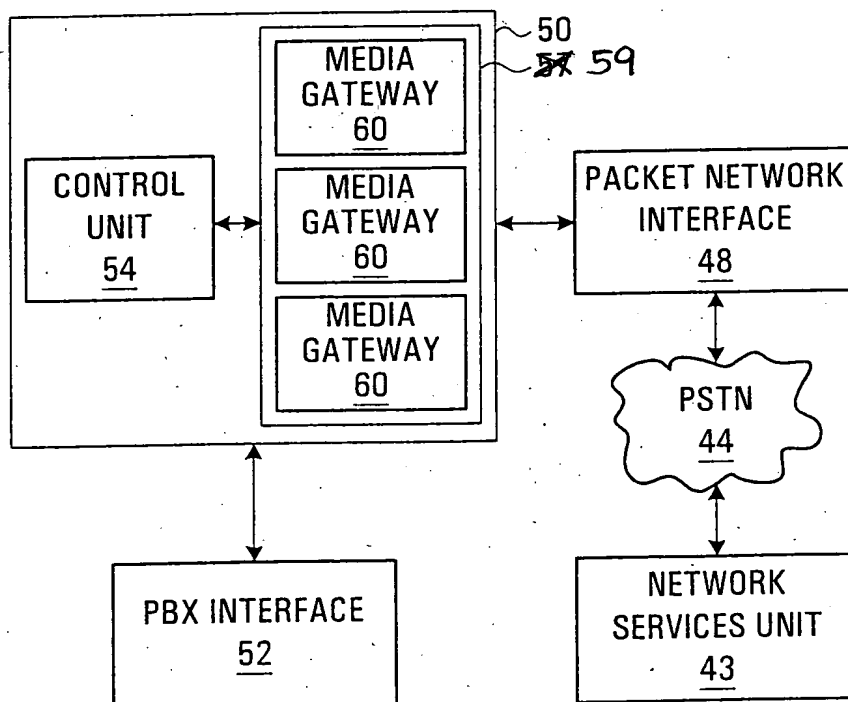 50
59
MEDIA
GATEWAY
60
CONTROL
UNIT
54
MEDIA
GATEWAY
60
MEDIA
GATEWAY
60
PACKET NETWORK
INTERFACE
48
PSTN
44
PBX INTERFACE
52
NETWORK
SERVICES UNIT
43